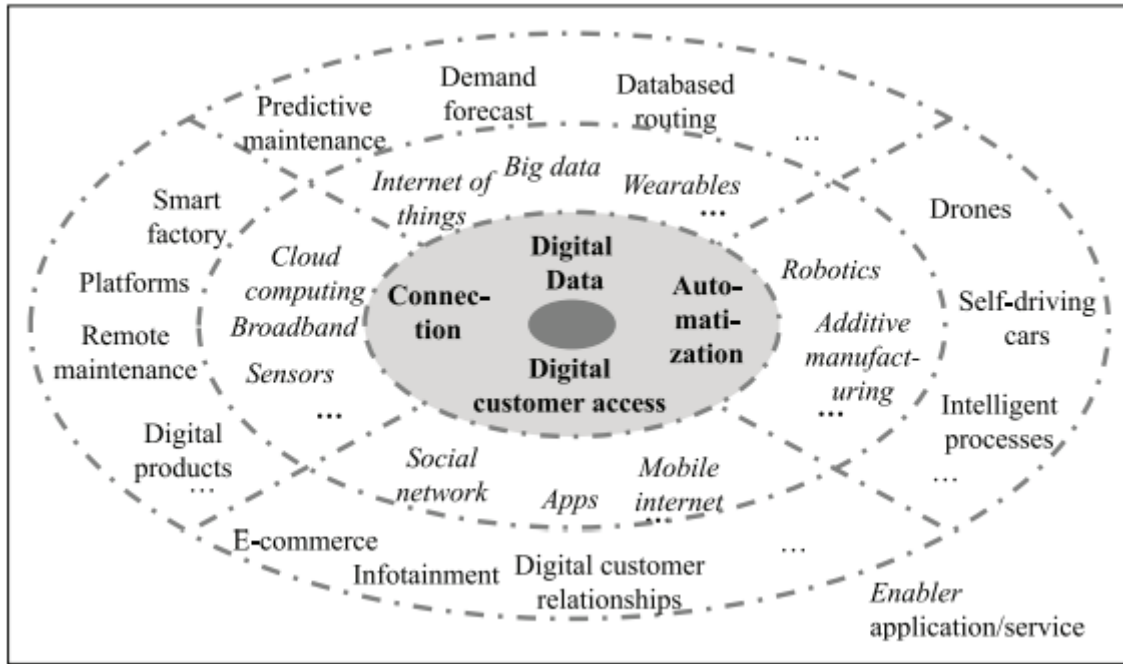 Demand
forecast
Databased
routing
Predictive
maintenance
…
Internet of
things
Big data
Wearables
...
Smart
factory
Platforms
Remote
maintenance
Digital
products
…
Cloud
computing
Broadband
Sensors
...
Digital
Data
Connec-
tion
Auto-
mati-
zation
Digital
customer access
Robotics
Additive
manufact-
uring
...
Drones
Self-driving
cars
Intelligent
processes
…
Social
network
Apps
Mobile
internet
...
E-commerce
Infotainment
Digital customer
relationships
…
Enabler
application/service